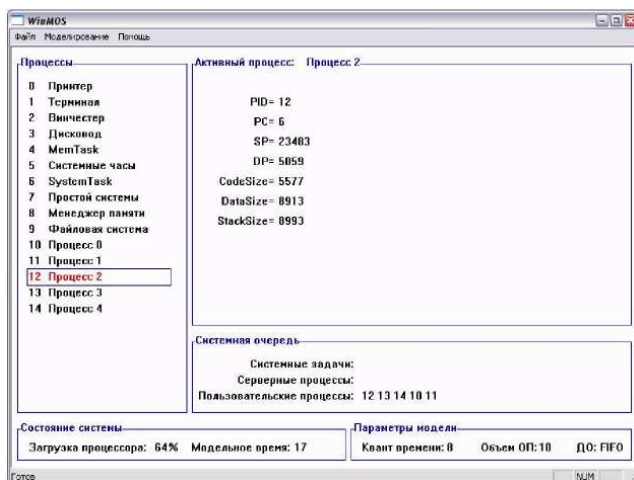 WinMOS
Файл Моделирование Помощь
Процессы
0 Принтер
1 Терминал
2 Винчестер
3 Дисковод
4 MemTask
5 Системные часы
6 SystemTask
7 Простой системы
8 Менеджер памяти
9 Файловая система
10 Процесс 0
11 Процесс 1
12 Процесс 2
13 Процесс 3
14 Процесс 4
Активный процесс: Процесс 2
PID= 12
PC= 6
SP= 23483
DP= 5059
CodeSize= 5577
DataSize= 8913
StackSize= 8993
Системная очередь
Системные задачи:
Серверные процессы:
Пользовательские процессы: 12 13 14 10 11
Состояние системы
Загрузка процессора: 64% Модельное время: 17
Параметры модели
Квант времени: 8 Объем ОП: 10 ДО: FIFO
Готов
NUM